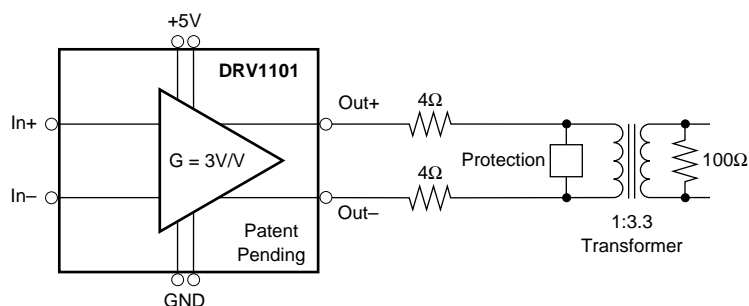 +5V
DRV1101
In+
In–
G = 3V/V
Out+
Out–
4Ω
4Ω
Protection
100Ω
1:3.3
Transformer
Patent
Pending
GND